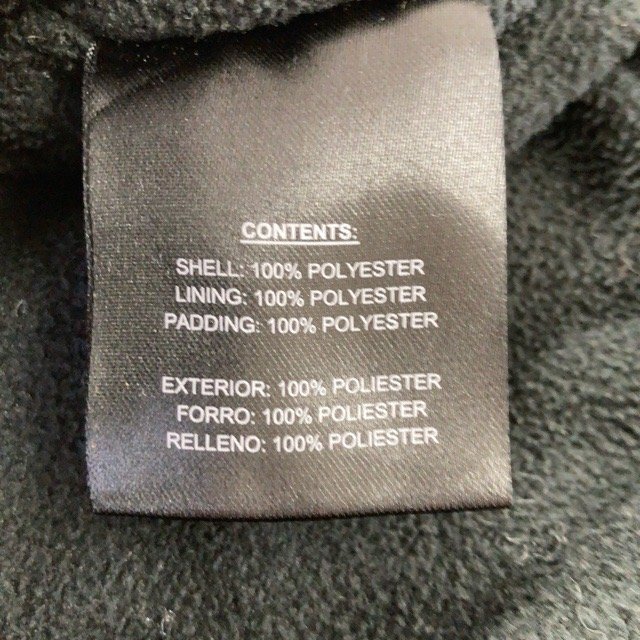 CONTENTS:
SHELL: 100% POLYESTER
LINING: 100% POLYESTER
PADDING: 100% POLYESTER
EXTERIOR: 100% POLIESTER
FORRO: 100% POLIESTER
RELLENO: 100% POLIESTER